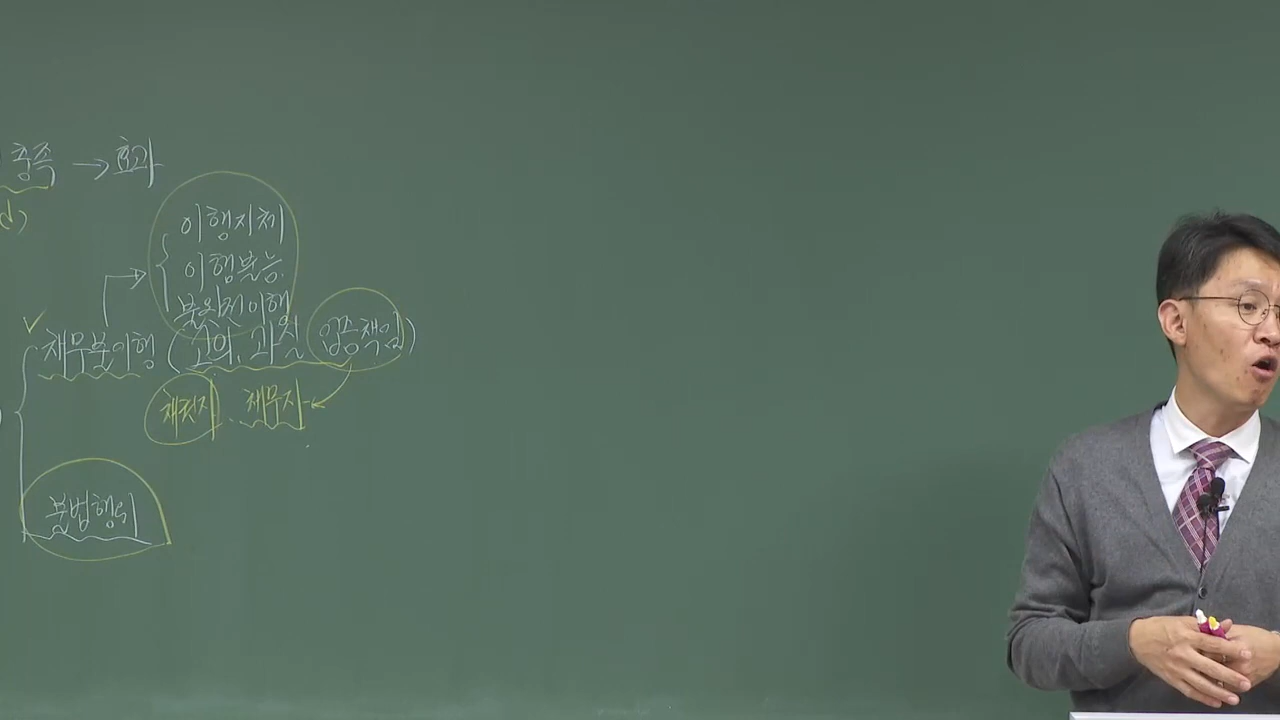 충족 → 효과
이행지체
이행불능
불완전이행
채무불이행 (고의, 과실 입증책임)
채권자, 채무자
불법행위